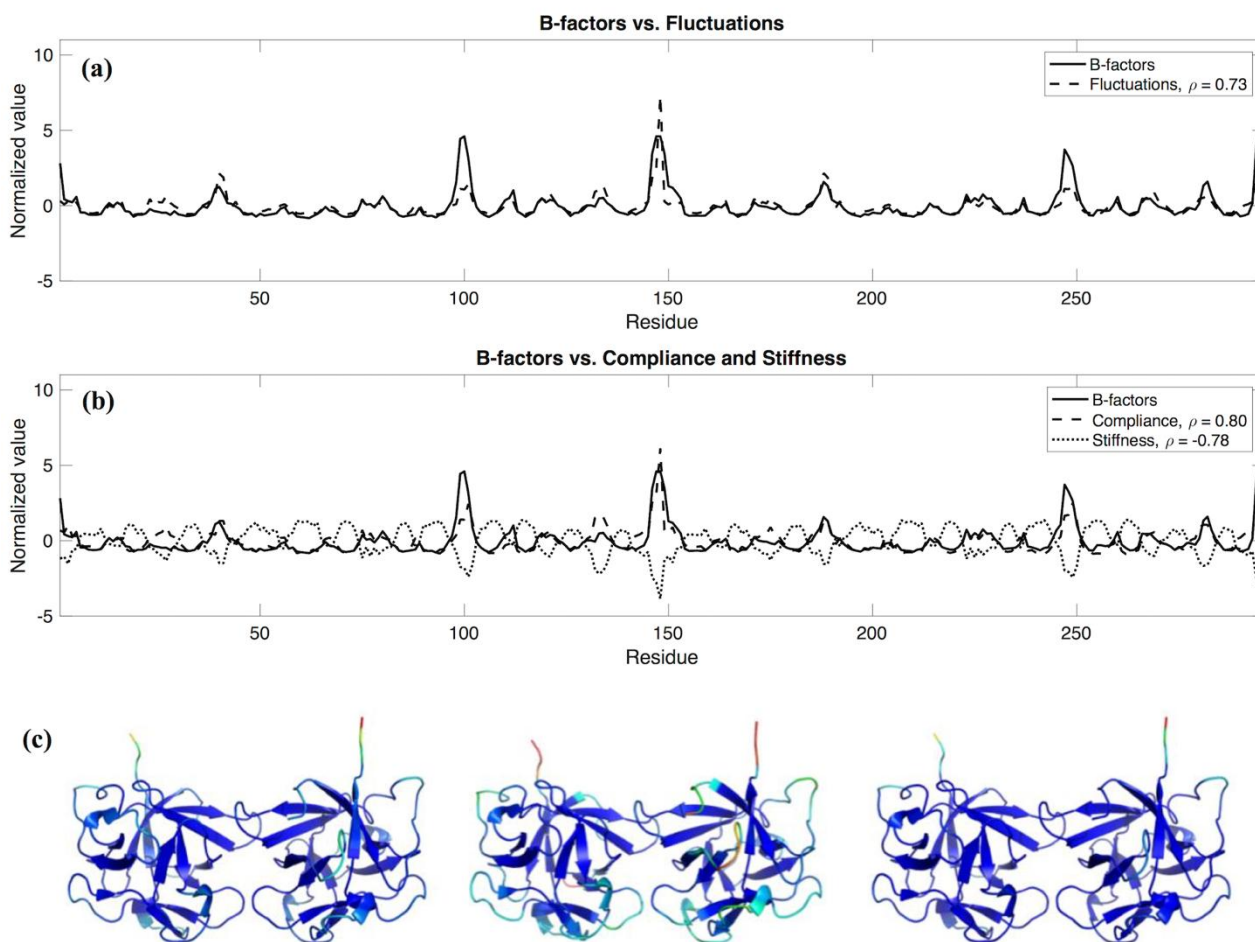 B-factors vs. Fluctuations
(a)
10
5
0
-5
Normalized value
B-factors
Fluctuations, ρ = 0.73
50
100
150
200
250
Residue
B-factors vs. Compliance and Stiffness
(b)
10
5
0
-5
Normalized value
B-factors
Compliance, ρ = 0.80
Stiffness, ρ = -0.78
50
100
150
200
250
Residue
(c)